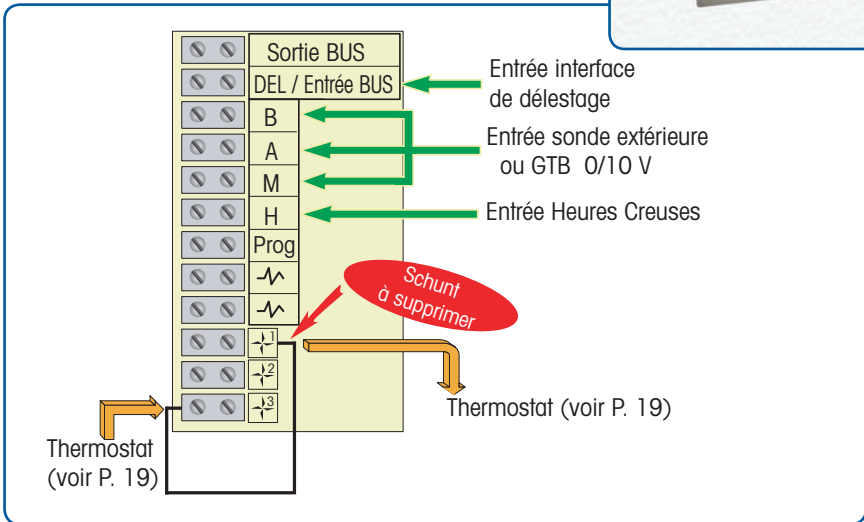 Sortie BUS
DEL / Entrée BUS
B
A
M
H
Prog
1
2
3
Entrée interface
de délestage
Entrée sonde extérieure
ou GTB 0/10 V
Entrée Heures Creuses
Schunt
à supprimer
Thermostat (voir P. 19)
Thermostat
(voir P. 19)